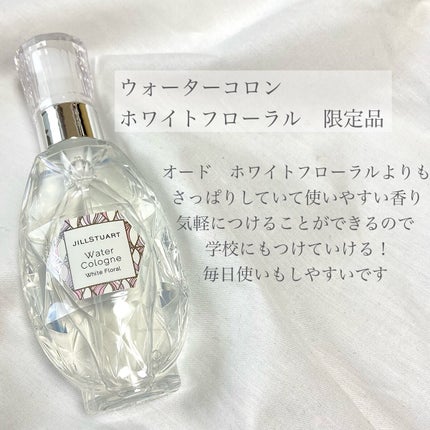 ウォーターコロン
ホワイトフローラル　限定品
オード　ホワイトフローラルよりも
さっぱりしていて使いやすい香り
気軽につけることができるので
学校にもつけていける！
毎日使いもしやすいです
JILLSTUART
Water
Cologne
White Floral